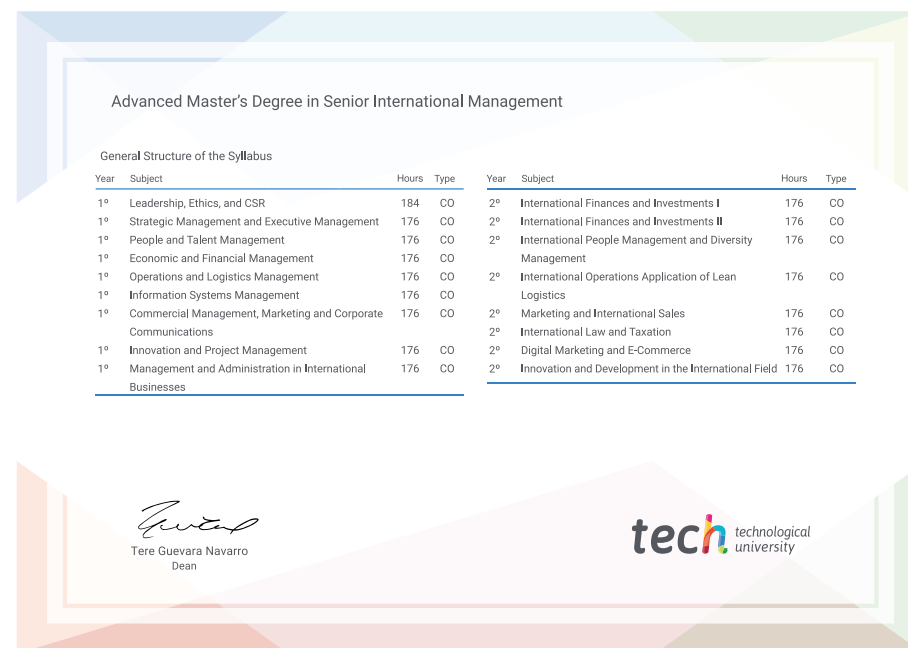 Advanced Master's Degree in Senior International Management
General Structure of the Syllabus
Year Subject Hours Type
1º Leadership, Ethics, and CSR 184 CO
1º Strategic Management and Executive Management 176 CO
1º People and Talent Management 176 CO
1º Economic and Financial Management 176 CO
1º Operations and Logistics Management 176 CO
1º Information Systems Management 176 CO
1º Commercial Management, Marketing and Corporate 176 CO
Communications
1º Innovation and Project Management 176 CO
1º Management and Administration in International 176 CO
Businesses
Year Subject Hours Type
2º International Finances and Investments I 176 CO
2º International Finances and Investments II 176 CO
2º International People Management and Diversity 176 CO
Management
2º International Operations Application of Lean 176 CO
Logistics
2º Marketing and International Sales 176 CO
2º International Law and Taxation 176 CO
2º Digital Marketing and E-Commerce 176 CO
2º Innovation and Development in the International Field 176 CO
Tere Guevara Navarro
Dean
tech technological
university